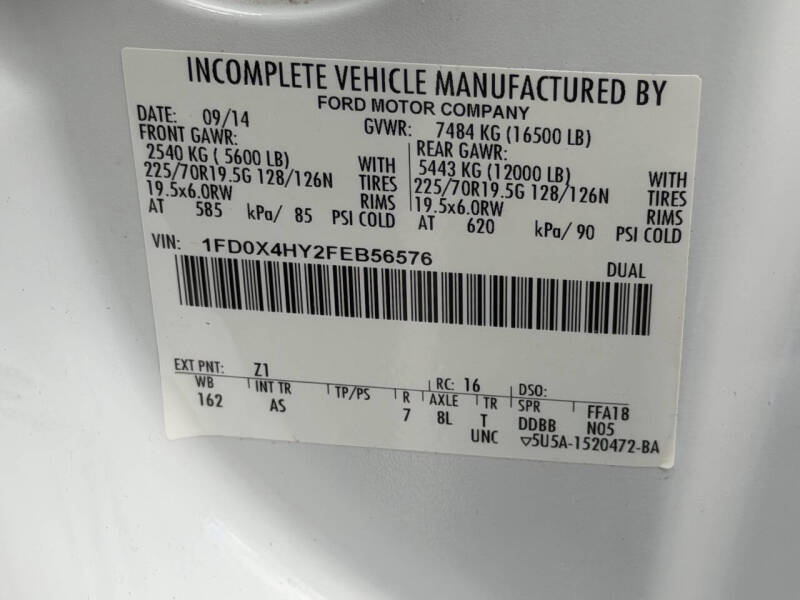 INCOMPLETE VEHICLE MANUFACTURED BY
FORD MOTOR COMPANY
DATE: 09/14 GVWR: 7484 KG (16500 LB)
FRONT GAWR: REAR GAWR:
2540 KG ( 5600 LB) WITH 5443 KG (12000 LB) WITH
225/70R19.5G 128/126N TIRES 225/70R19.5G 128/126N TIRES
19.5x6.0RW RIMS 19.5x6.0RW RIMS
AT 585 kPa/ 85 PSI COLD AT 620 kPa/ 90 PSI COLD
VIN: 1FD0X4HY2FEB56576
DUAL
EXT PNT: Z1 RC: 16 DSO:
WB INT TR TP/PS R AXLE TR SPR FFA18
162 AS 7 8L T DDBB N05
UNC ▽5U5A-1520472-BA